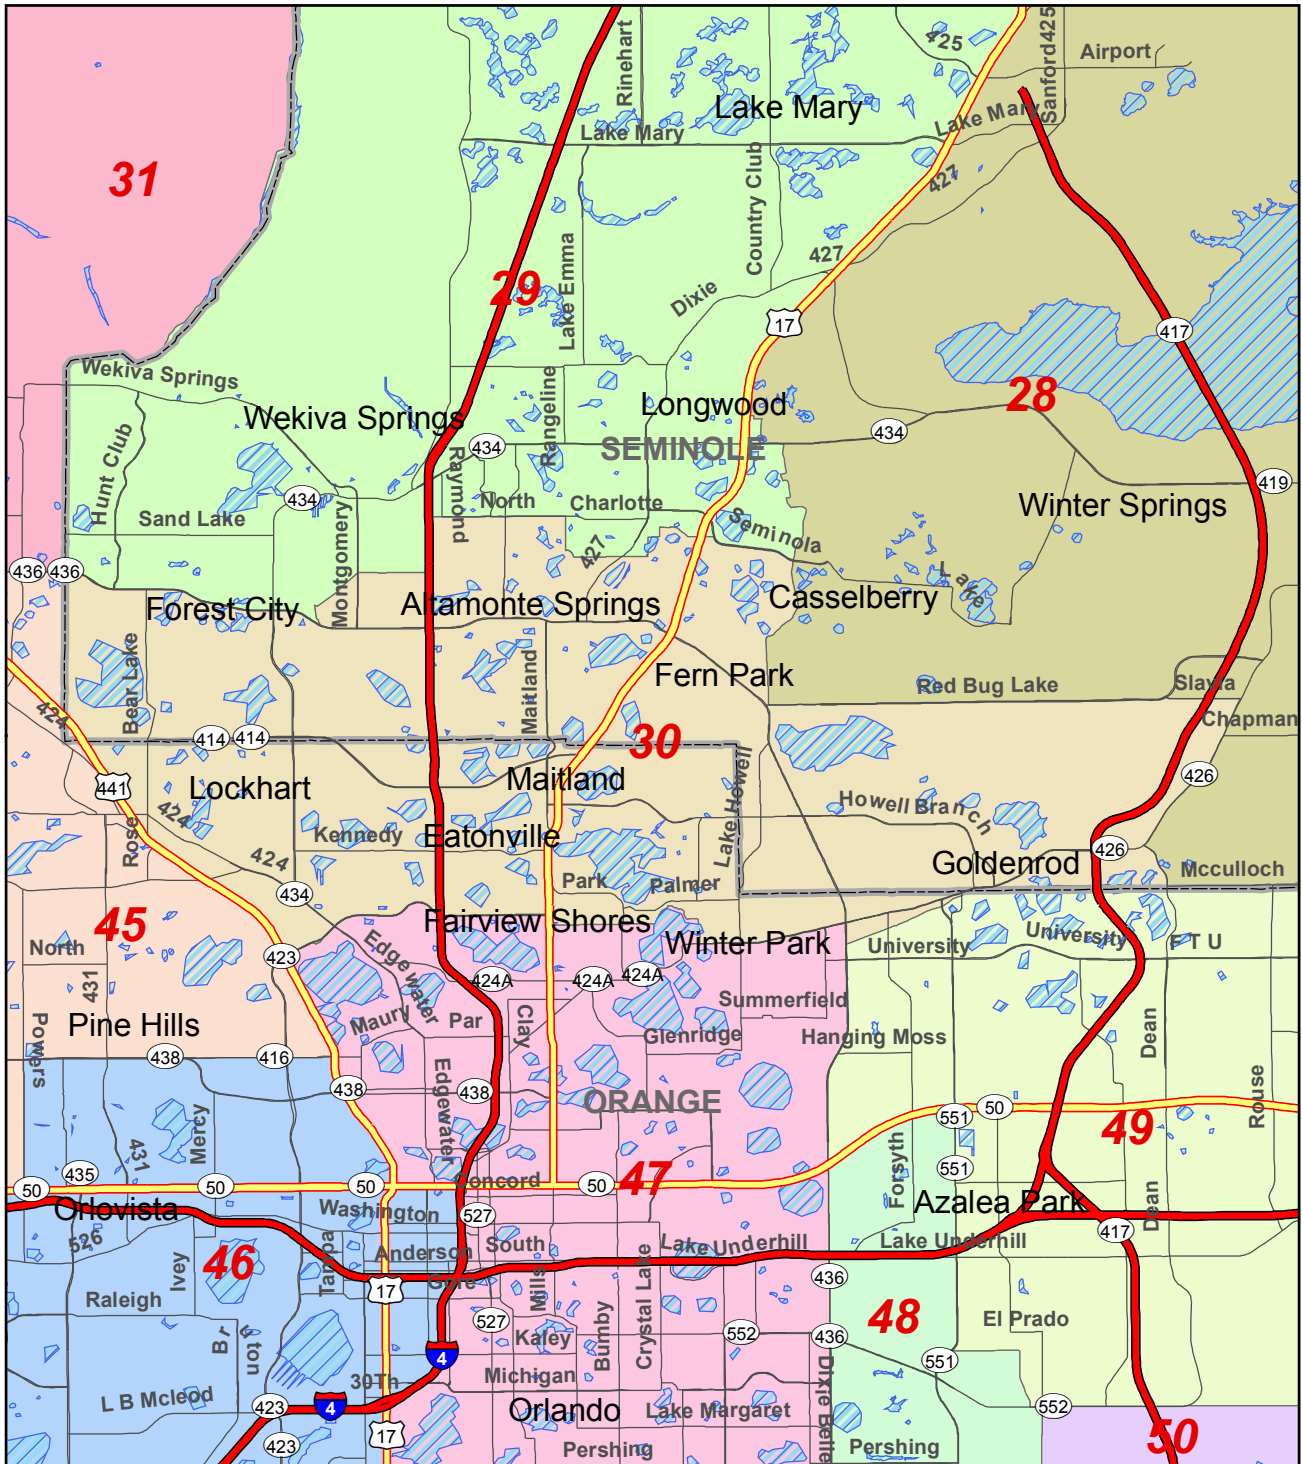 425
Sanford
425
Airport
Rinehart
Lake Mary
Lake Mary
Lake Mary
31
Country Club
427
427
29
Lake Emma
Dixie
17
417
Wekiva Springs
28
Wekiva Springs
Longwood
Rangeline
434
434
SEMINOLE
Hunt Club
Raymond
419
434
North
Charlotte
Winter Springs
Sand Lake
Montgomery
Seminola
427
436
436
Lake
Forest City
Altamonte Springs
Casselberry
Bear Lake
Maitland
Fern Park
Red Bug Lake
Slavia
424
Chapman
414
414
30
441
Lockhart
Maitland
426
Lake Howell
Howell Branch
424
Rose
Kennedy
Eatonville
424
426
Goldenrod
Park
Palmer
Mcculloch
434
45
Fairview Shores
Winter Park
North
423
Edgewater
University
University
F T U
431
424A
424A
424A
Summerfield
Pine Hills
Maury
Par
Clay
Glenridge
Hanging Moss
Dean
Powers
438
416
438
Edgewater
438
ORANGE
551
50
Rouse
49
Mercy
431
Forsyth
435
551
50
50
50
Concord
50
47
Orlovista
Washington
527
Azalea Park
Dean
526
Anderson
South
Lake Underhill
Lake Underhill
417
46
Ivey
Tampa
Gore
17
Mills
436
Raleigh
527
Bumby
Crystal Lake
48
El Prado
Bruton
Kaley
552
436
4
551
30Th
Michigan
Dixie Belle
L B Mcleod
423
4
Orlando
Lake Margaret
552
423
17
Pershing
Pershing
50